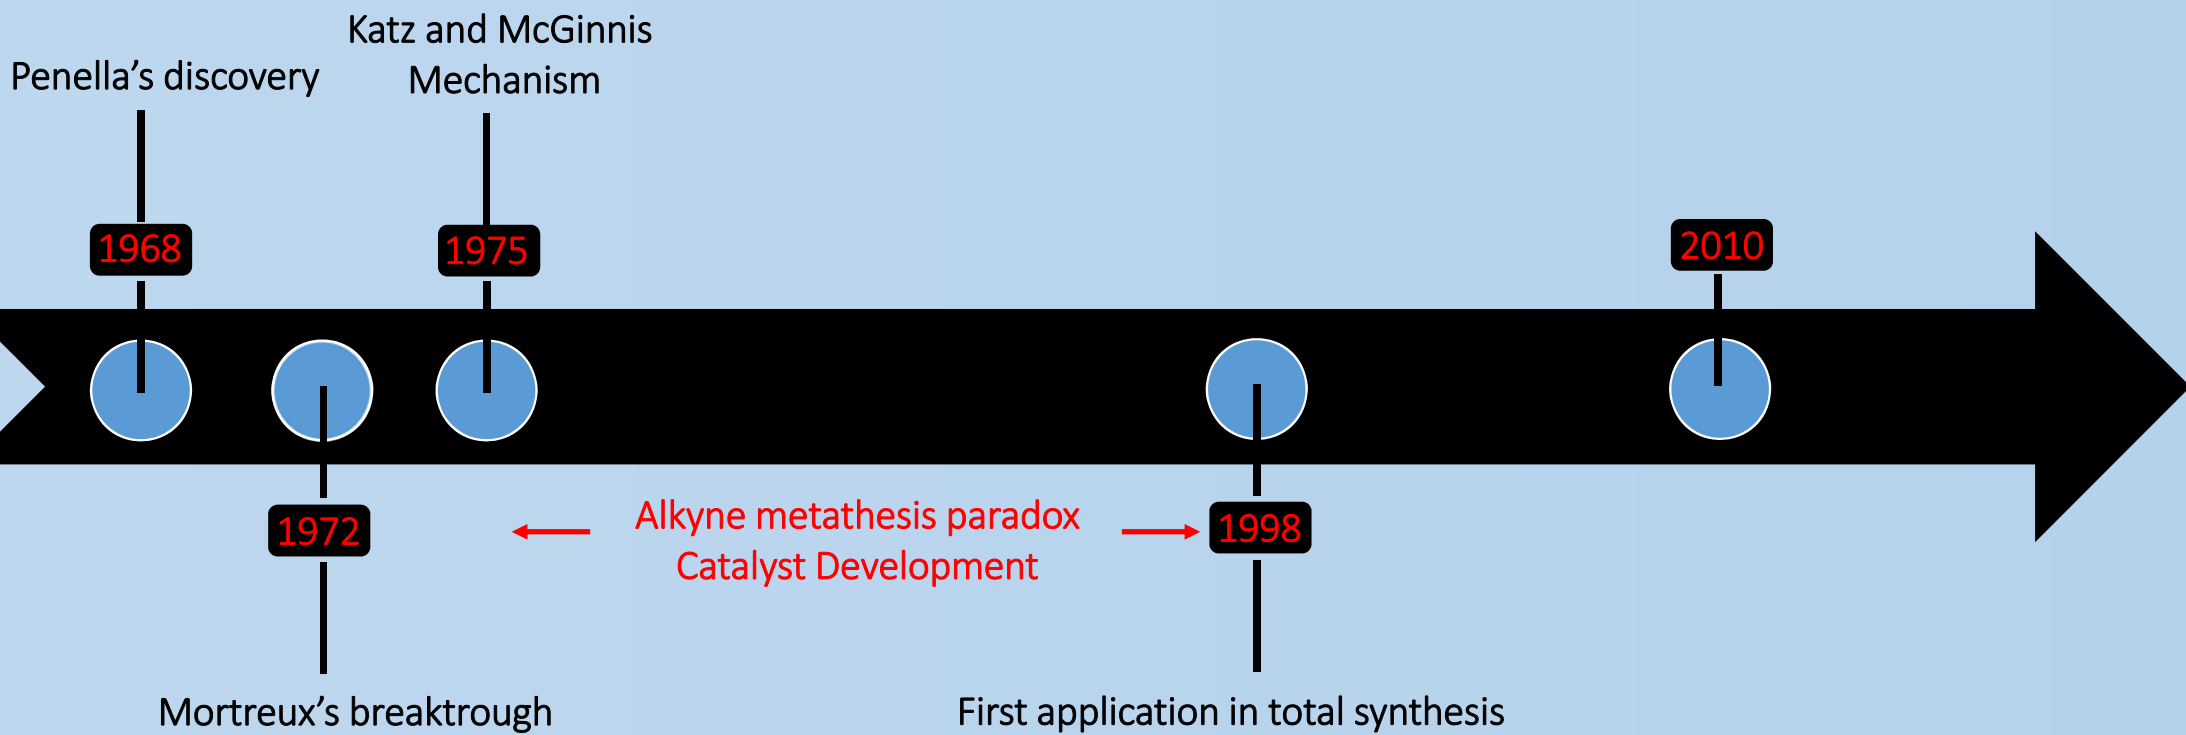 Penella’s discovery
Katz and McGinnis
Mechanism
1968
1975
2010
1972
Alkyne metathesis paradox
Catalyst Development
1998
Mortreux’s breaktrough
First application in total synthesis